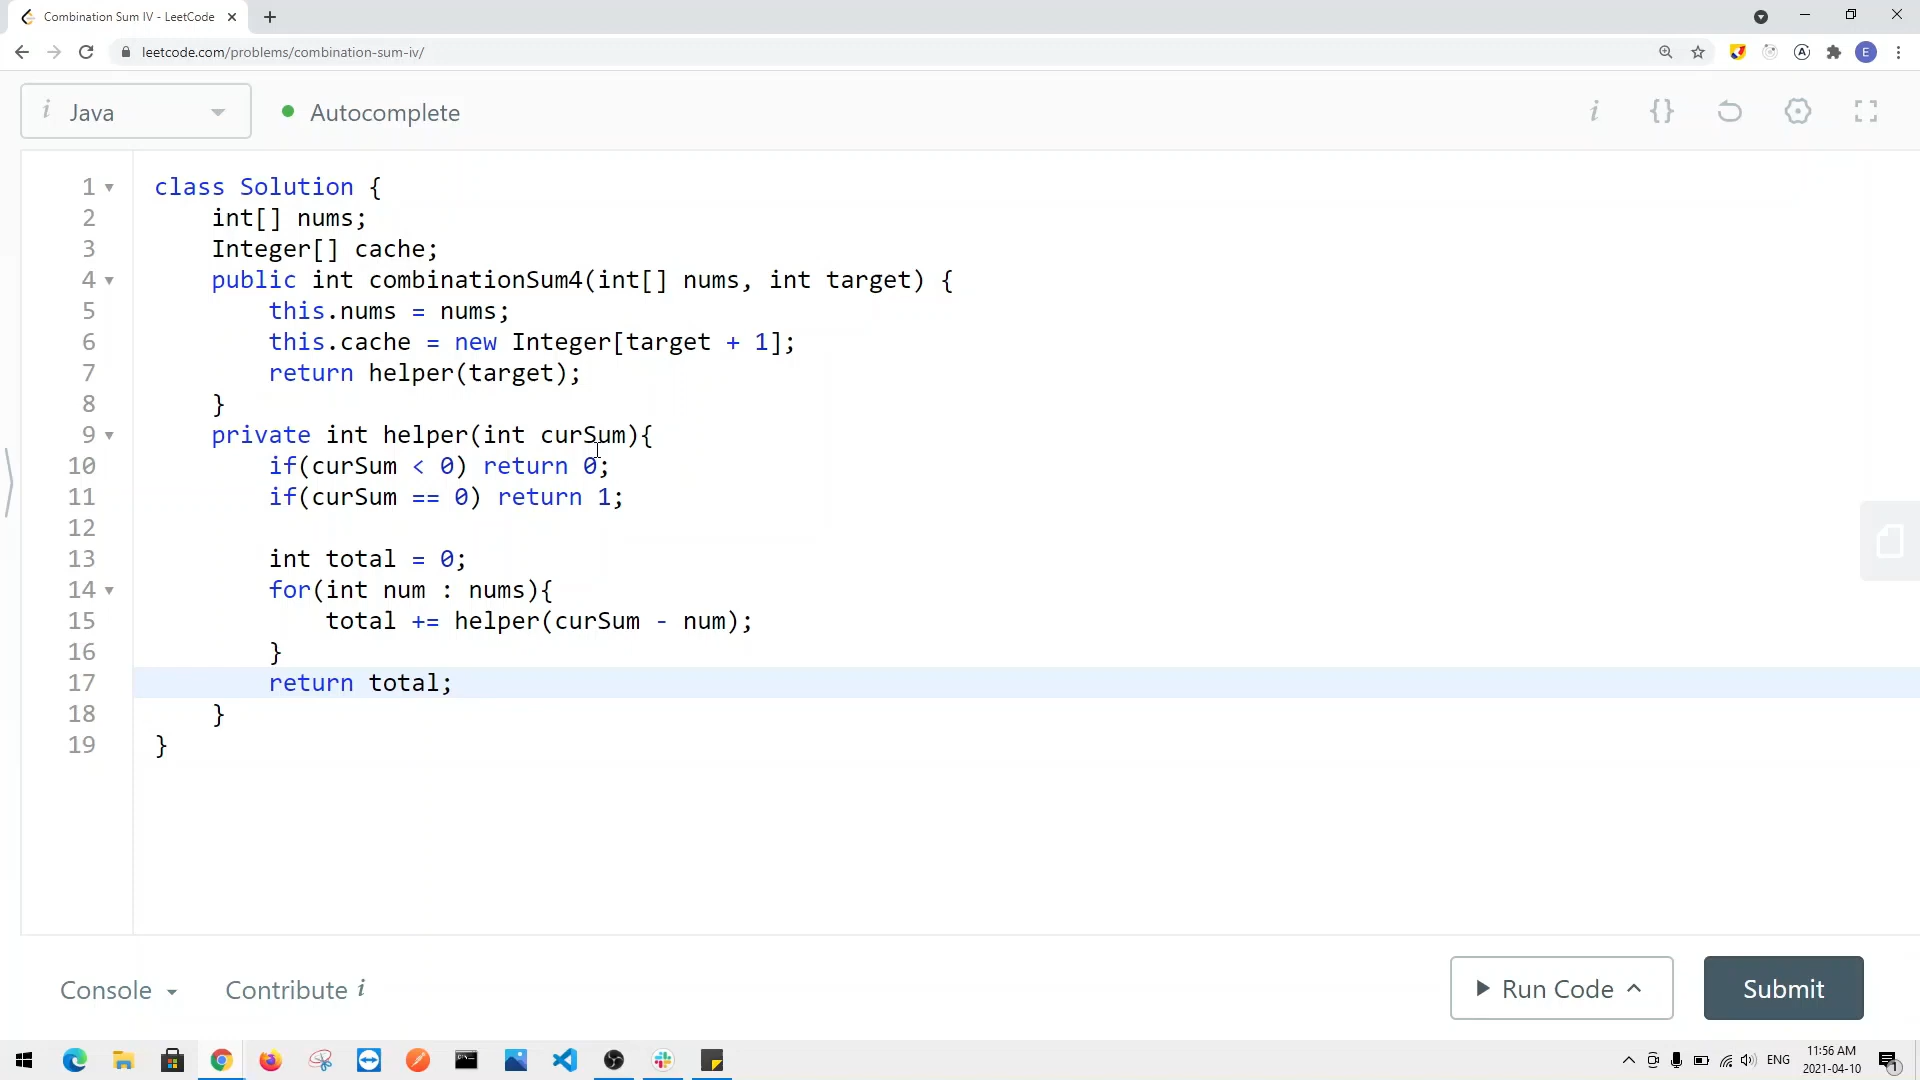 Combination Sum IV - LeetCode
leetcode.com/problems/combination-sum-iv/
E
i Java
Autocomplete
i {}
1 class Solution {
2 int[] nums;
3 Integer[] cache;
4 public int combinationSum4(int[] nums, int target) {
5 this.nums = nums;
6 this.cache = new Integer[target + 1];
7 return helper(target);
8 }
9 private int helper(int curSum){
10 if(curSum < 0) return 0;
11 if(curSum == 0) return 1;
12
13 int total = 0;
14 for(int num : nums){
15 total += helper(curSum - num);
16 }
17 return total;
18 }
19 }
Console Contribute i Run Code Submit
ENG 11:56 AM
2021-04-10
1